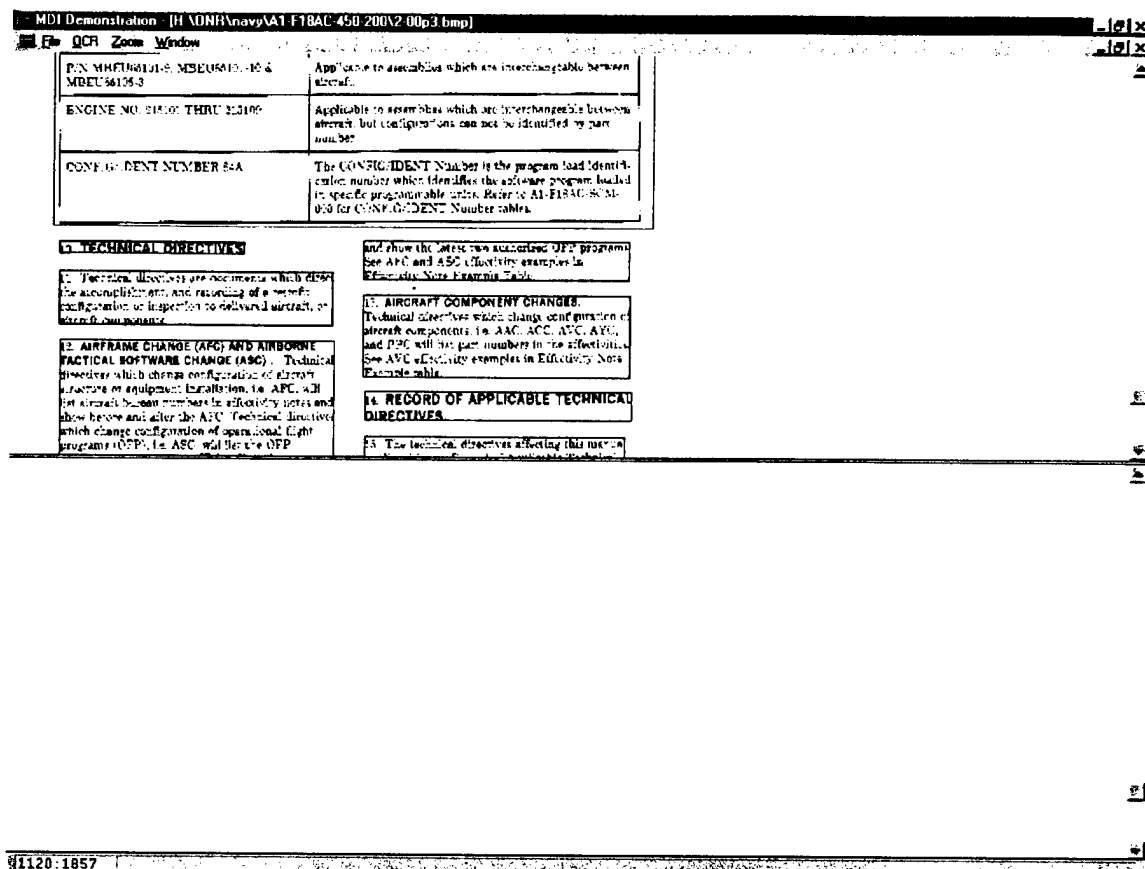 MDI Demonstration - [H:\ONR\navy\A1-F18AC-450-200\2-00p3.bmp]
File OCR Zoom Window
P/N MBEU66101-9, MBEU66101-10 &
MBEU66105-3
Applicable to assemblies which are interchangeable between
aircraft.
ENGINE NO. THRU
Applicable to assemblies which are interchangeable between
aircraft, but configurations can not be identified by part
number
CONFIG/IDENT NUMBER 84A
The CONFIG/IDENT Number is the program load identifi-
cation number which identifies the software program loaded
in specific programmable units. Refer to A1-F18AC-SCM-
000 for CONFIG/IDENT Number tables.
10. TECHNICAL DIRECTIVES
11. Technical directives are documents which direct
the accomplishment, and recording of a retrofit
configuration or inspection to delivered aircraft, or
aircraft components.
12. AIRFRAME CHANGE (AFC) AND AIRBORNE
TACTICAL SOFTWARE CHANGE (ASC). Technical
directives which change configuration of aircraft
structure or equipment installation, i.e. AFC, will
list aircraft bureau numbers in effectivity notes and
show before and after the AFC. Technical directives
which change configuration of operational flight
programs (OFP), i.e. ASC, will list the OFP
and show the latest two authorized OFP programs
See AFC and ASC effectivity examples in
Effectivity Note Example Table.
13. AIRCRAFT COMPONENT CHANGES.
Technical directives which change configuration of
aircraft components, i.e. AAC, ACC, AVC, AYC,
and PPC will list part numbers in the effectivities.
See AVC effectivity examples in Effectivity Note
Example table.
14. RECORD OF APPLICABLE TECHNICAL
DIRECTIVES.
15. The technical directives affecting this manual
1120:1857